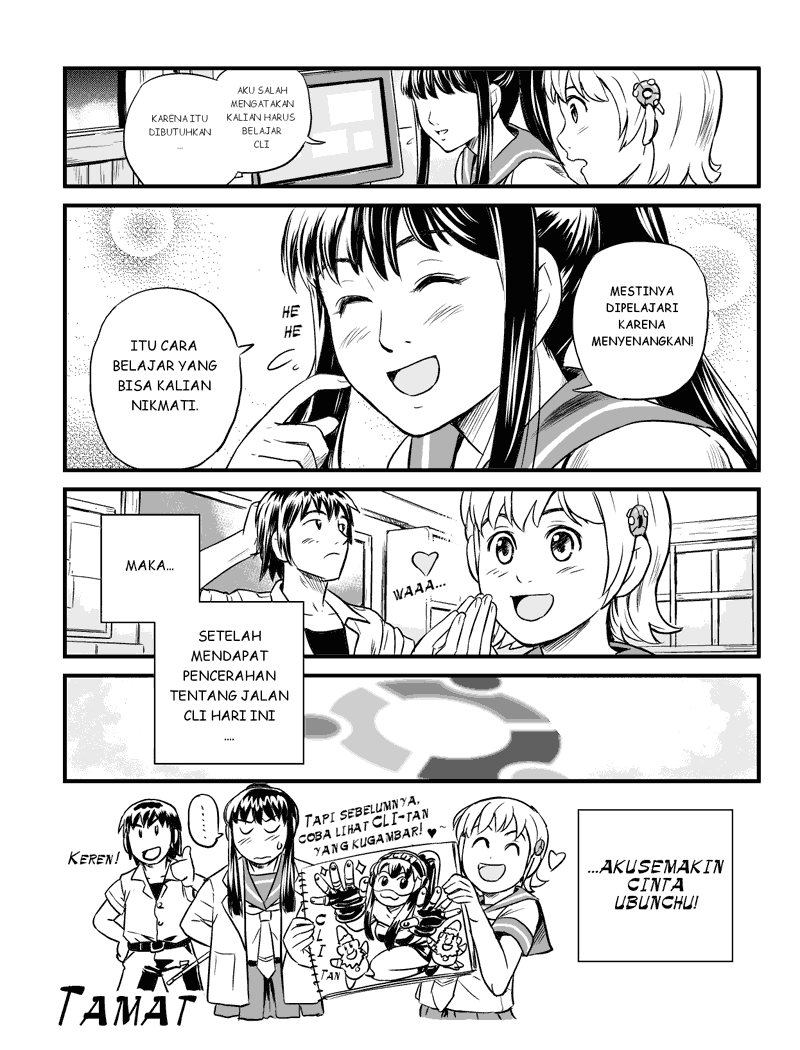 AKU SALAH
MENGATAKAN
KALIAN HARUS
BELAJAR
CLI
KARENA ITU
DIBUTUHKAN
...
MESTINYA
DIPELAJARI
KARENA
MENYENANGKAN!
HE
HE
ITU CARA
BELAJAR YANG
BISA KALIAN
NIKMATI.
WAAA...
MAKA...
SETELAH
MENDAPAT
PENCERAHAN
TENTANG JALAN
CLI HARI INI
....
...AKUSEMAKIN
CINTA
UBUNCHU!
TAPI SEBELUMNYA,
COBA LIHAT CLI-TAN
YANG KUGAMBAR! ♥~
CLI
TAN
....
KEREN!
TAMAT